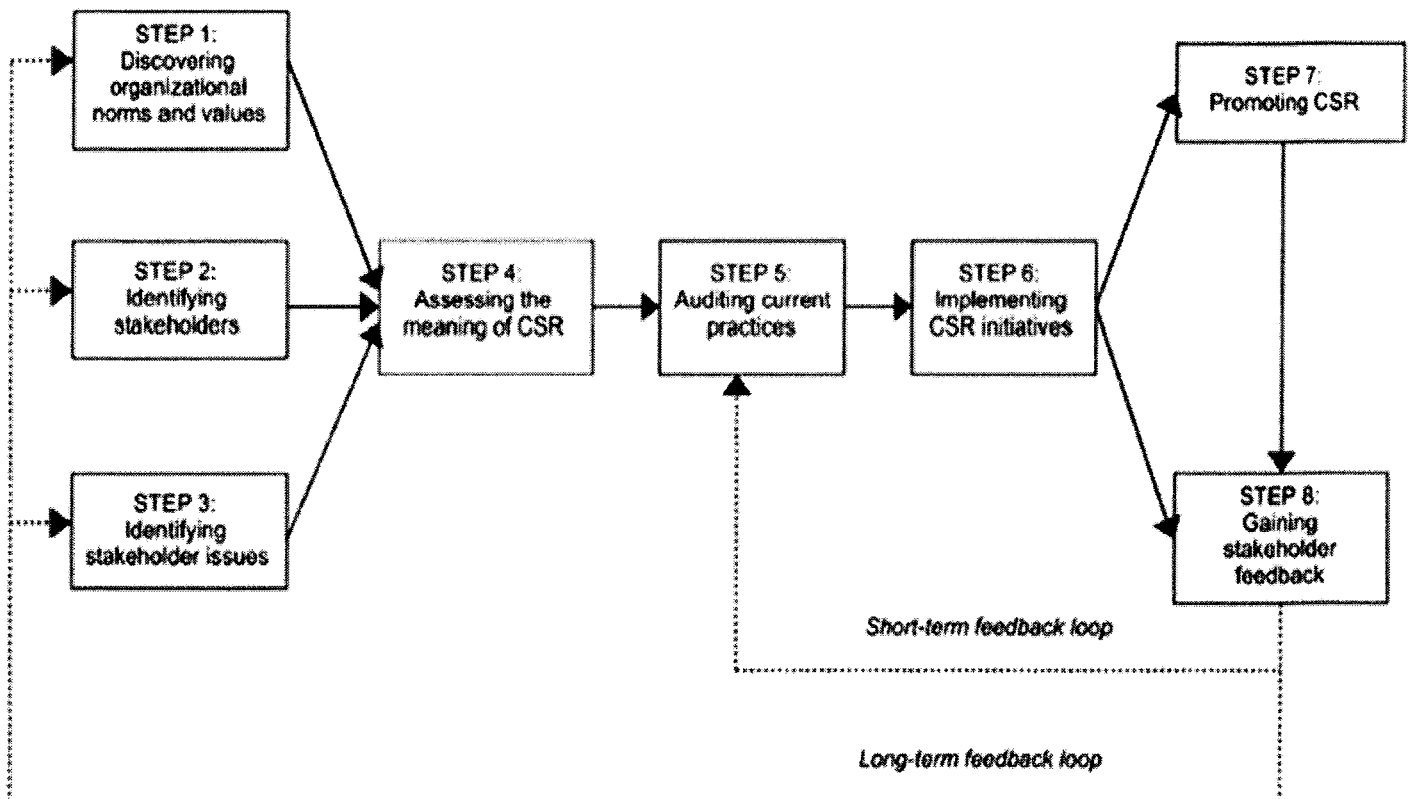 STEP 1:
Discovering
organizational
norms and values
STEP 2:
Identifying
stakeholders
STEP 3:
Identifying
stakeholder issues
STEP 4:
Assessing the
meaning of CSR
STEP 5:
Auditing current
practices
STEP 6:
Implementing
CSR initiatives
STEP 7:
Promoting CSR
STEP 8:
Gaining
stakeholder
feedback
Short-term feedback loop
Long-term feedback loop